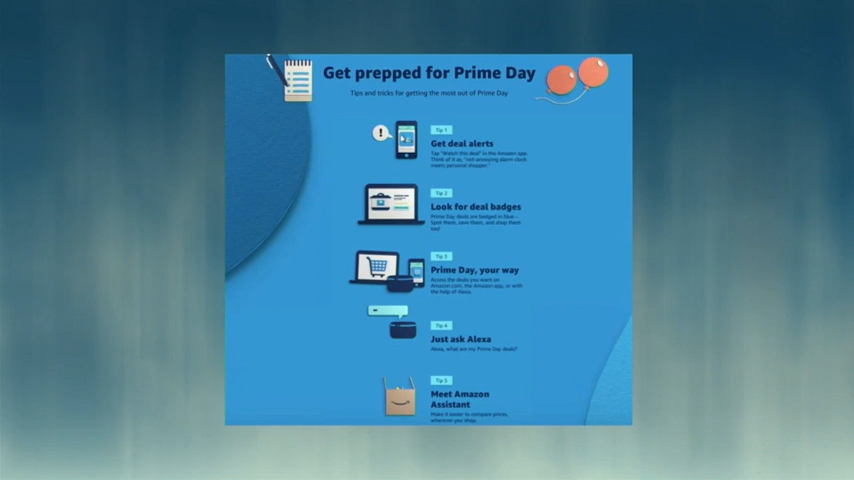 Get prepped for Prime Day
Tips and tricks for getting the most out of Prime Day
Tip 1
Get deal alerts
Tap "Watch this deal" in the Amazon app.
Think of it as, "not-annoying alarm clock
meets personal shopper."
Tip 2
Look for deal badges
Prime Day deals are badged in blue –
Spot them, save them, and shop them
Tip 3
Prime Day, your way
Access the deals you want on
Amazon.com, the Amazon app, or with
the help of Alexa.
Tip 4
Just ask Alexa
Alexa, what are my Prime Day deals?
Tip 5
Meet Amazon
Assistant
Make it easier to compare prices,
wherever you shop.